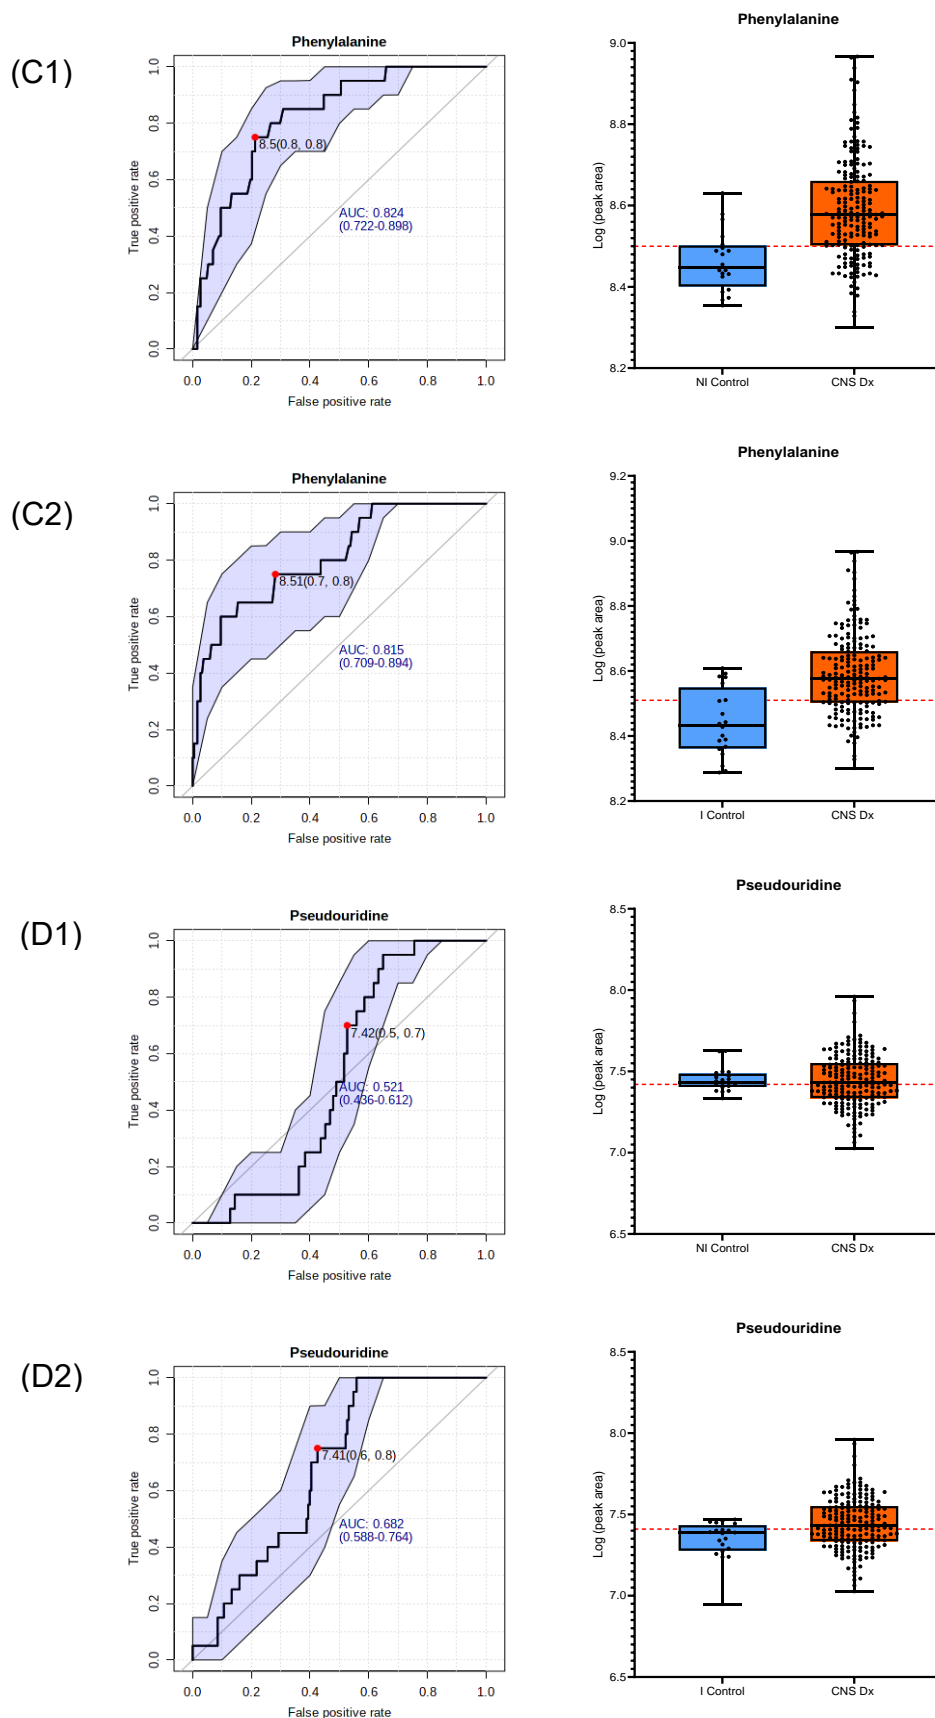 (C1)
Phenylalanine
True positive rate
1.0
0.8
0.6
0.4
0.2
0.0
8.5(0.8, 0.8)
AUC: 0.824
(0.722-0.898)
0.0 0.2 0.4 0.6 0.8 1.0
False positive rate
Phenylalanine
Log (peak area)
9.0
8.8
8.6
8.4
8.2
NI Control CNS Dx
(C2)
Phenylalanine
True positive rate
1.0
0.8
0.6
0.4
0.2
0.0
8.51(0.7, 0.8)
AUC: 0.815
(0.709-0.894)
0.0 0.2 0.4 0.6 0.8 1.0
False positive rate
Phenylalanine
Log (peak area)
9.2
9.0
8.8
8.6
8.4
8.2
I Control CNS Dx
(D1)
Pseudouridine
True positive rate
1.0
0.8
0.6
0.4
0.2
0.0
7.42(0.5, 0.7)
AUC: 0.521
(0.436-0.612)
0.0 0.2 0.4 0.6 0.8 1.0
False positive rate
Pseudouridine
Log (peak area)
8.5
8.0
7.5
7.0
6.5
NI Control CNS Dx
(D2)
Pseudouridine
True positive rate
1.0
0.8
0.6
0.4
0.2
0.0
7.41(0.6, 0.8)
AUC: 0.682
(0.588-0.764)
0.0 0.2 0.4 0.6 0.8 1.0
False positive rate
Pseudouridine
Log (peak area)
8.5
8.0
7.5
7.0
6.5
I Control CNS Dx